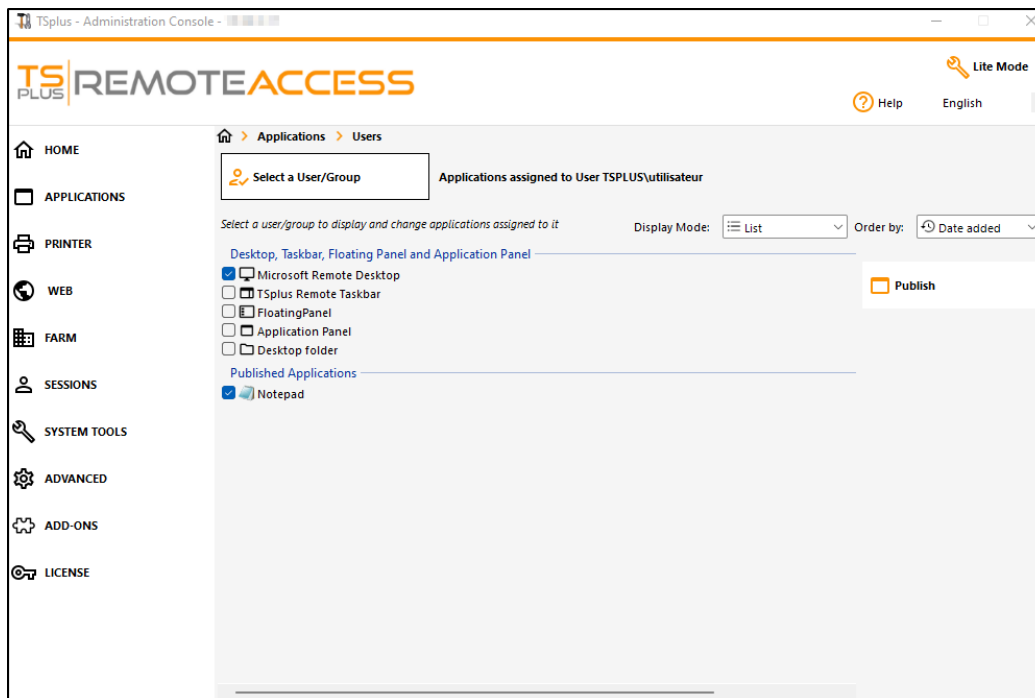 TSplus - Administration Console -
TSPLUS REMOTEACCESS
Lite Mode
Help English
Applications > Users
HOME
Select a User/Group
Applications assigned to User TSPLUS\utilisateur
APPLICATIONS
Select a user/group to display and change applications assigned to it
Display Mode: List Order by: Date added
PRINTER
Desktop, Taskbar, Floating Panel and Application Panel
Microsoft Remote Desktop
Publish
WEB
TSplus Remote Taskbar
FloatingPanel
FARM
Application Panel
Desktop folder
Published Applications
SESSIONS
Notepad
SYSTEM TOOLS
ADVANCED
ADD-ONS
LICENSE